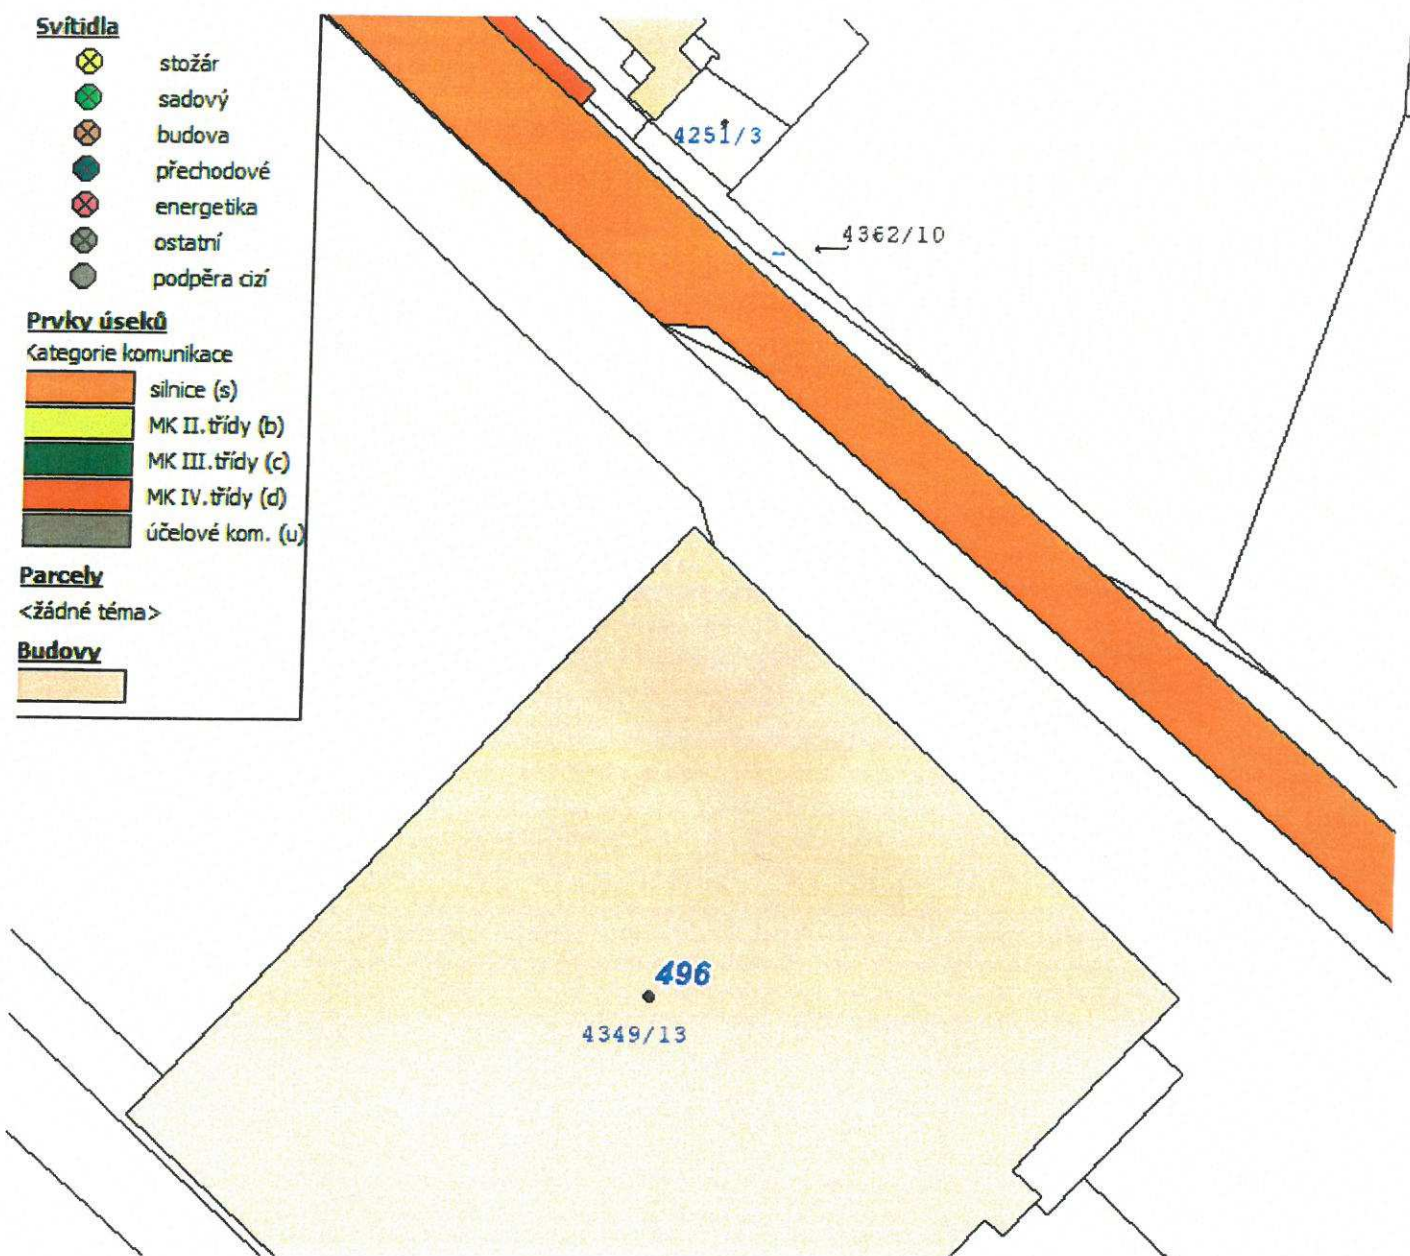 Svítidla
stožár
sadový
budova
přechodové
energetika
ostatní
podpěra cizí
Prvky úseků
Kategorie komunikace
silnice (s)
MK II.třídy (b)
MK III.třídy (c)
MK IV.třídy (d)
účelové kom. (u)
Parcely
<žádné téma>
Budovy
4251/3
4362/10
496
4349/13